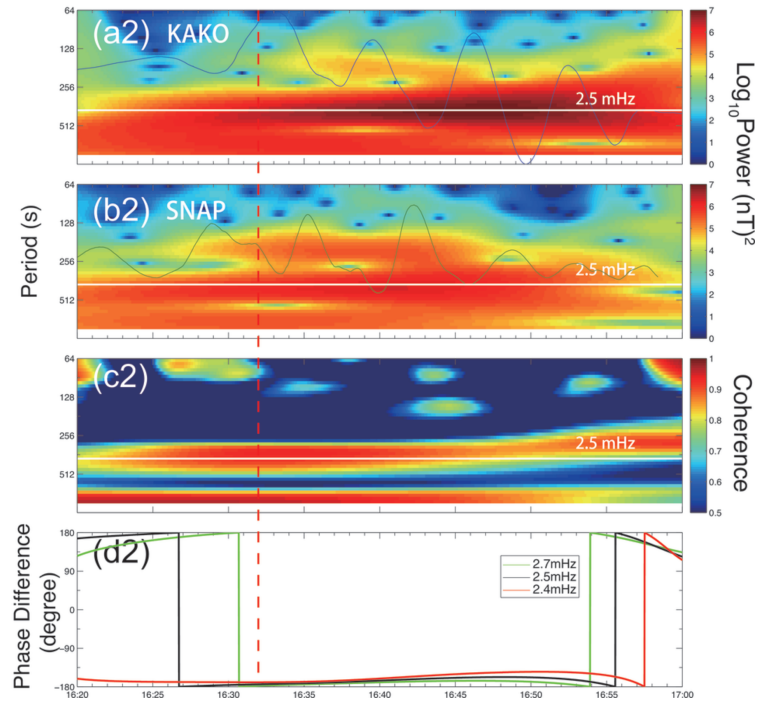 (a2) KAKO
64
128
256
512
2.5 mHz
7
6
5
4
3
2
1
0
(b2) SNAP
64
128
256
512
2.5 mHz
7
6
5
4
3
2
1
0
Period (s)
Log10Power (nT)2
(c2)
64
128
256
512
2.5 mHz
1
0.9
0.8
0.7
0.6
0.5
Coherence
(d2)
180
90
0
-90
-180
Phase Difference
(degree)
2.7mHz
2.5mHz
2.4mHz
16:20 16:25 16:30 16:35 16:40 16:45 16:50 16:55 17:00